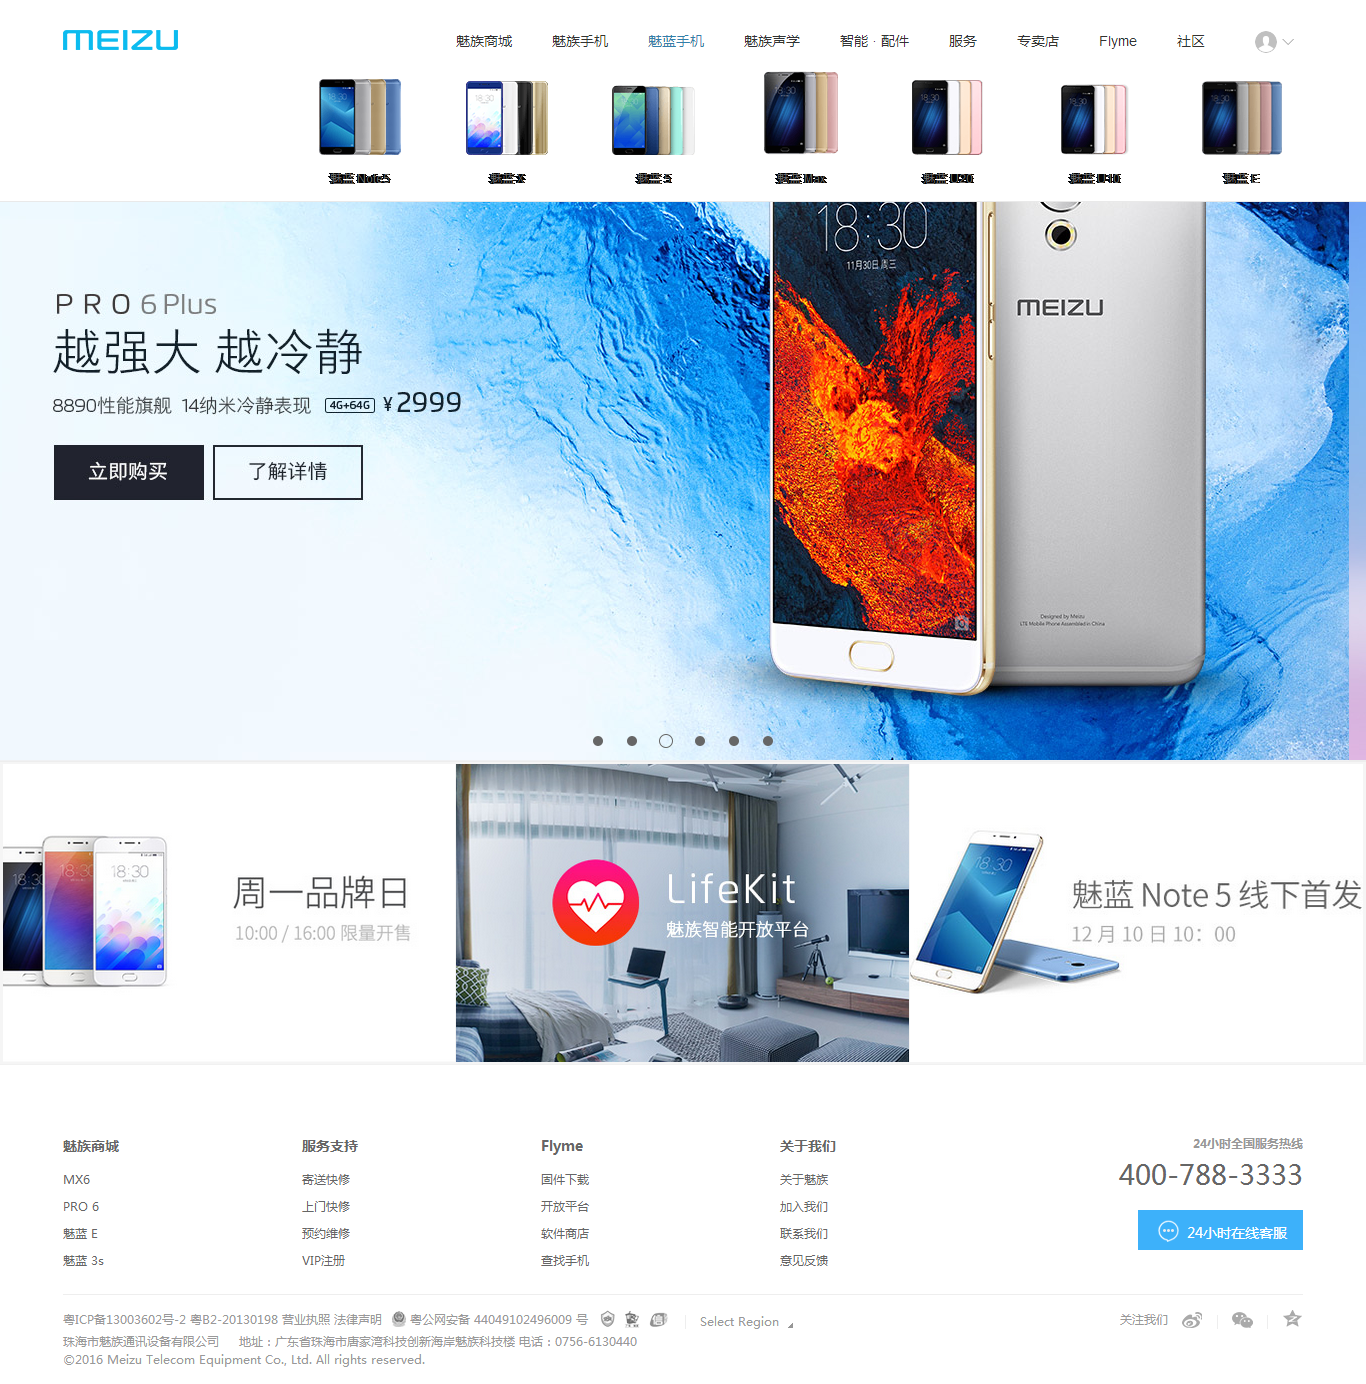 MEIZU
魅族商城
魅族手机
魅蓝手机
魅族声学
智能 · 配件
服务
专卖店
Flyme
社区
18:30
11月30日 周三
MEIZU
Designed by Meizu
LTE Mobile Phone Assembled in China
PRO 6 Plus
越强大 越冷静
8890性能旗舰 14纳米冷静表现 4G+64G ¥2999
立即购买
了解详情
18:30
18:30
周一品牌日
10:00 / 16:00 限量开售
LifeKit
魅族智能开放平台
18:30
魅蓝 Note 5 线下首发
12 月 10 日 10：00
魅族商城
MX6
PRO 6
魅蓝 E
魅蓝 3s
服务支持
寄送快修
上门快修
预约维修
VIP注册
Flyme
固件下载
开放平台
软件商店
查找手机
关于我们
关于魅族
加入我们
联系我们
意见反馈
24小时全国服务热线
400-788-3333
24小时在线客服
粤ICP备13003602号-2 粤B2-20130198 营业执照 法律声明 粤公网安备 44049102496009 号 Select Region
关注我们
珠海市魅族通讯设备有限公司 地址：广东省珠海市唐家湾科技创新海岸魅族科技楼 电话：0756-6130440
©2016 Meizu Telecom Equipment Co., Ltd. All rights reserved.